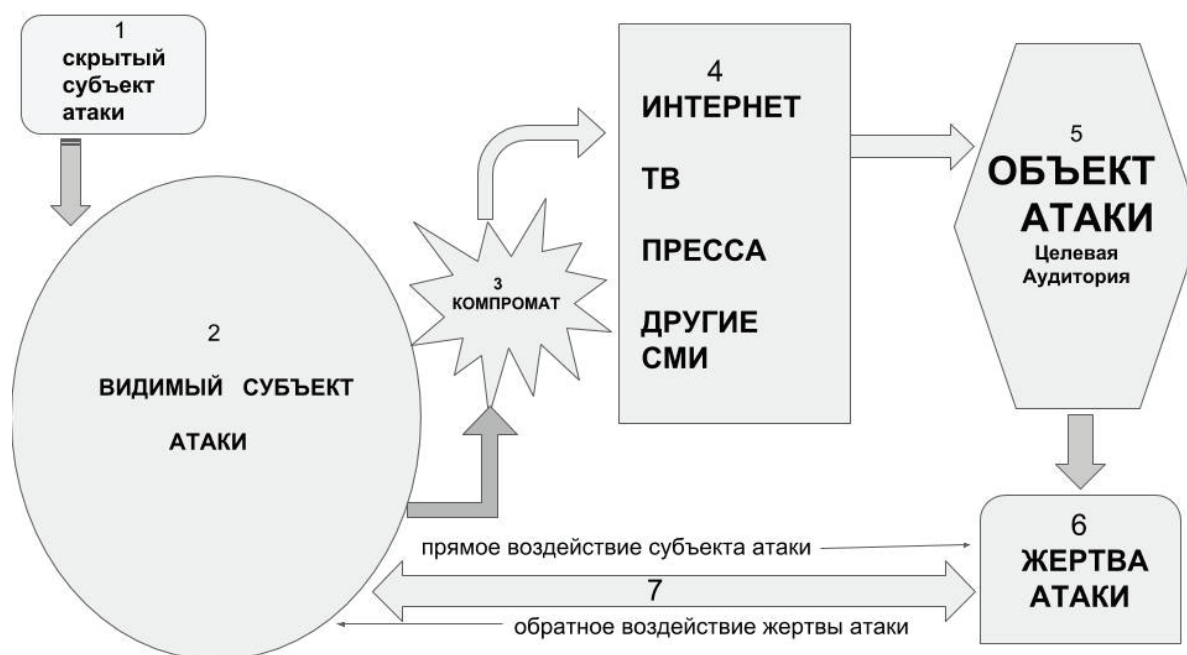 1
скрытый
субъект
атаки
2
ВИДИМЫЙ СУБЪЕКТ
АТАКИ
3
КОМПРОМАТ
4
ИНТЕРНЕТ
ТВ
ПРЕССА
ДРУГИЕ
СМИ
5
ОБЪЕКТ
АТАКИ
Целевая
Аудитория
6
ЖЕРТВА
АТАКИ
прямое воздействие субъекта атаки
7
обратное воздействие жертвы атаки